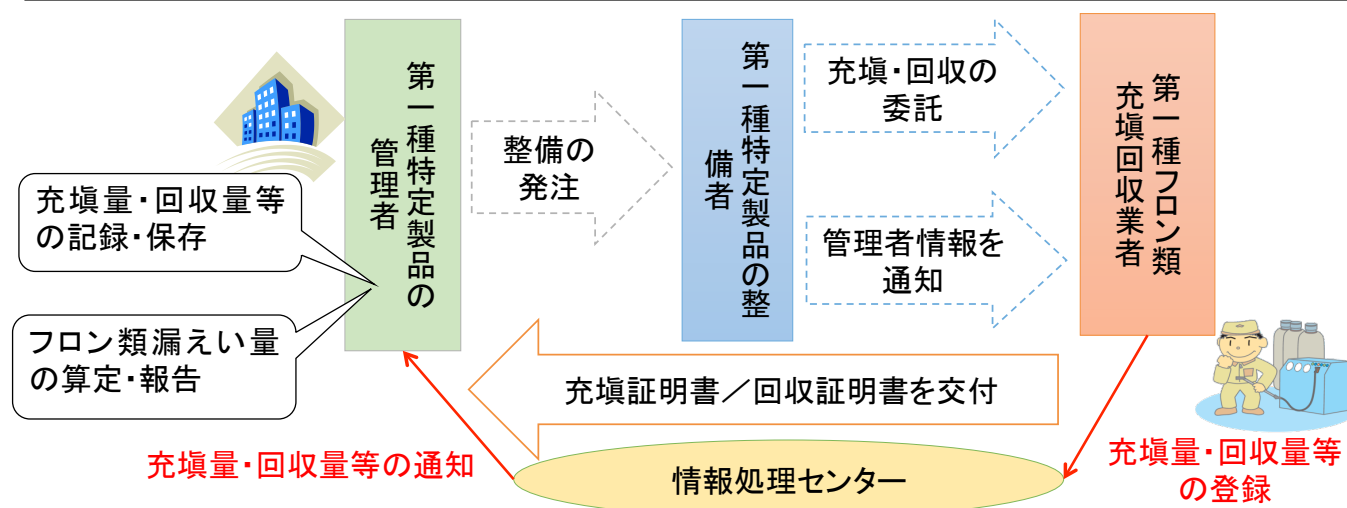 第一種特定製品の
管理者
充塡量・回収量等
の記録・保存
フロン類漏えい量
の算定・報告
整備の
発注
第一種特定製品の整
備者
充塡・回収の
委託
管理者情報を
通知
第一種フロン類
充塡回収業者
充塡証明書／回収証明書を交付
充塡量・回収量等の通知
情報処理センター
充塡量・回収量等
の登録